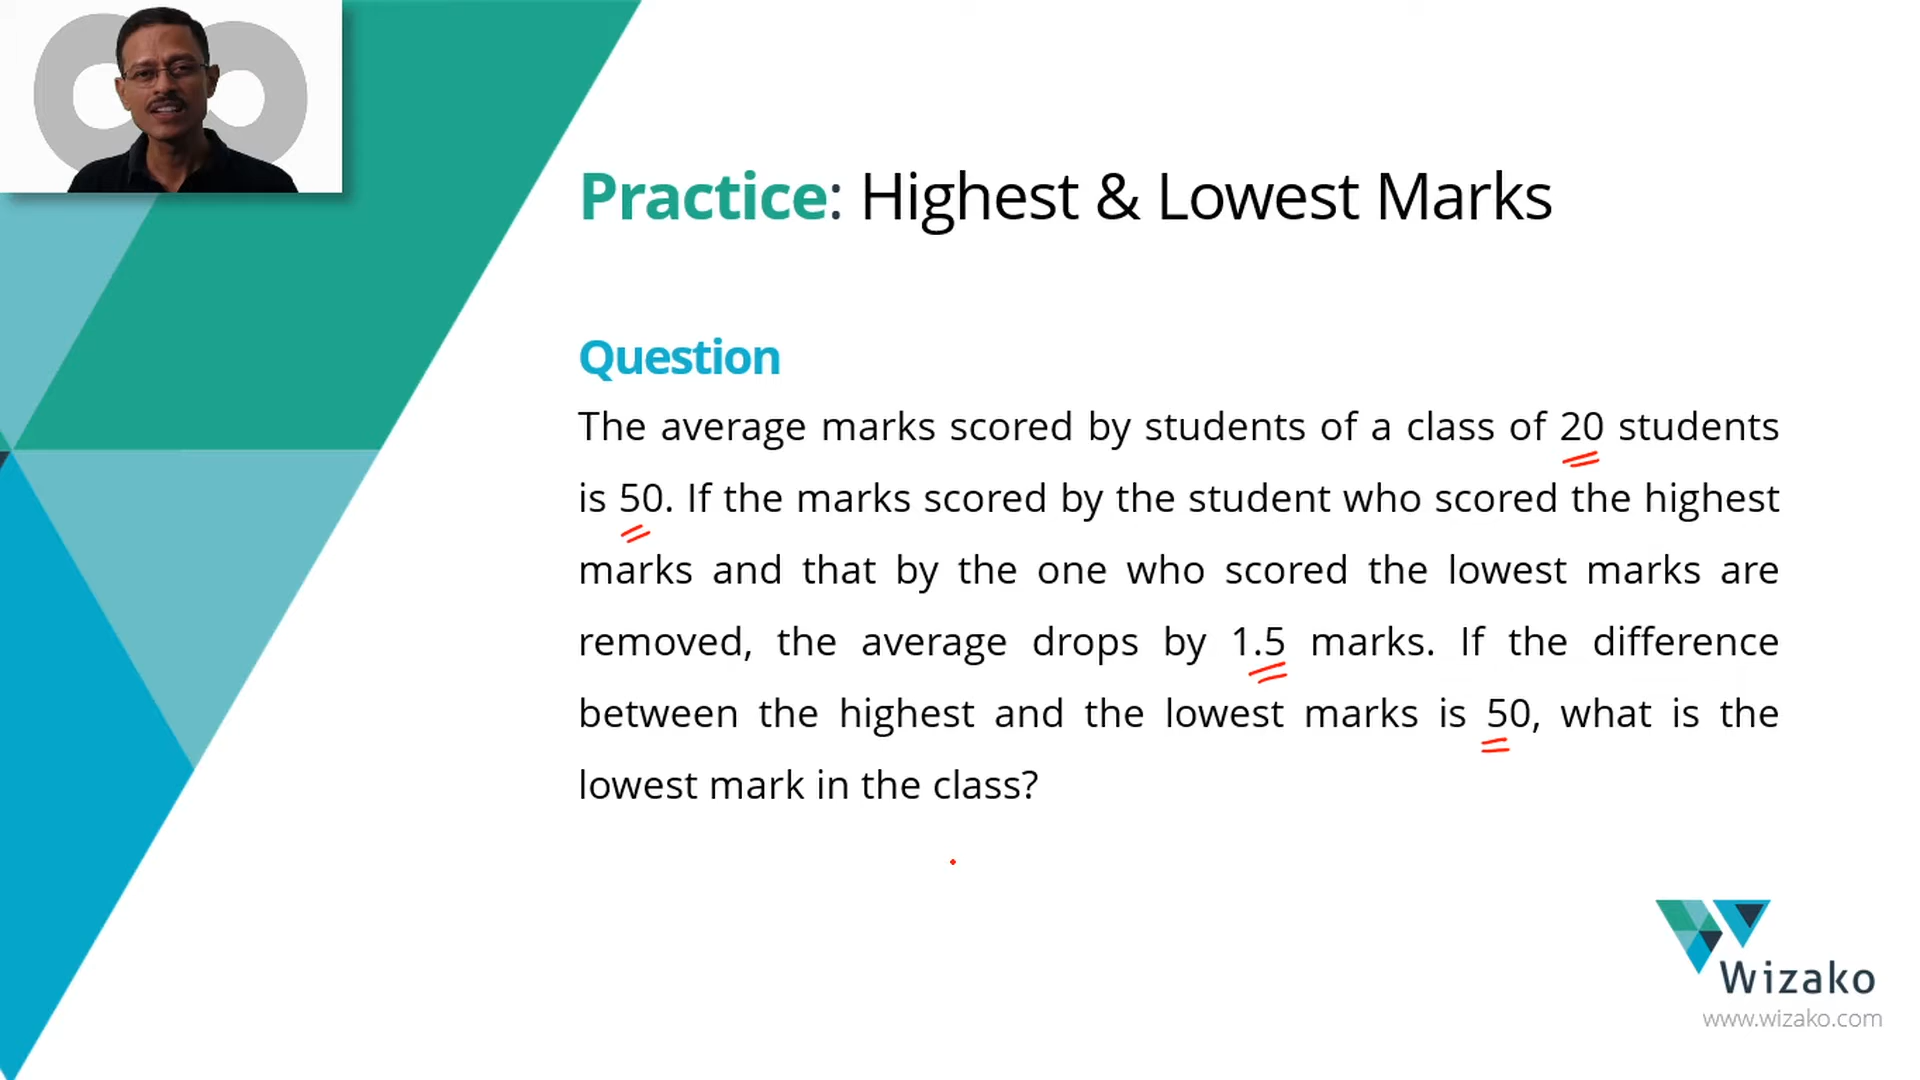 Practice: Highest & Lowest Marks
Question
The average marks scored by students of a class of 20 students
is 50. If the marks scored by the student who scored the highest
marks and that by the one who scored the lowest marks are
removed, the average drops by 1.5 marks. If the difference
between the highest and the lowest marks is 50, what is the
lowest mark in the class?
Wizako
www.wizako.com